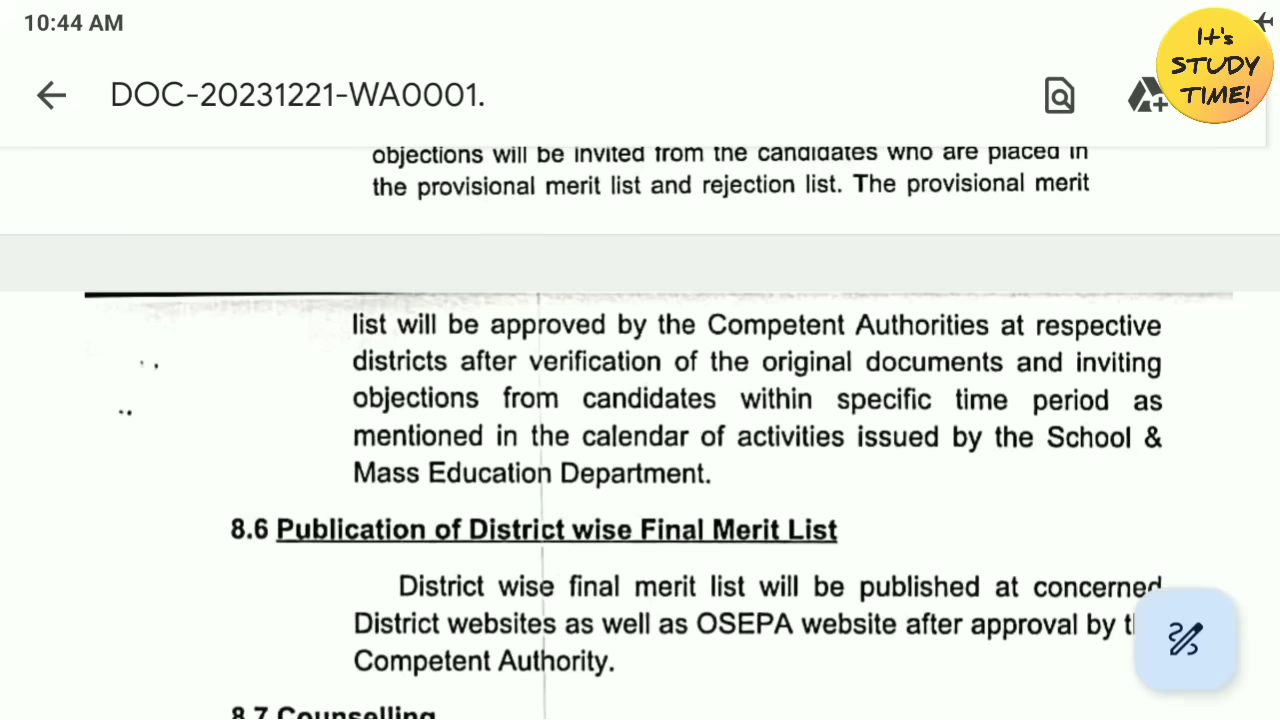 10:44 AM
It's
STUDY
TIME!
DOC-20231221-WA0001.
objections will be invited from the candidates who are placed in
the provisional merit list and rejection list. The provisional merit
list will be approved by the Competent Authorities at respective
districts after verification of the original documents and inviting
objections from candidates within specific time period as
mentioned in the calendar of activities issued by the School &
Mass Education Department.
8.6 Publication of District wise Final Merit List
District wise final merit list will be published at concerned
District websites as well as OSEPA website after approval by
Competent Authority.
8.7 Counselling